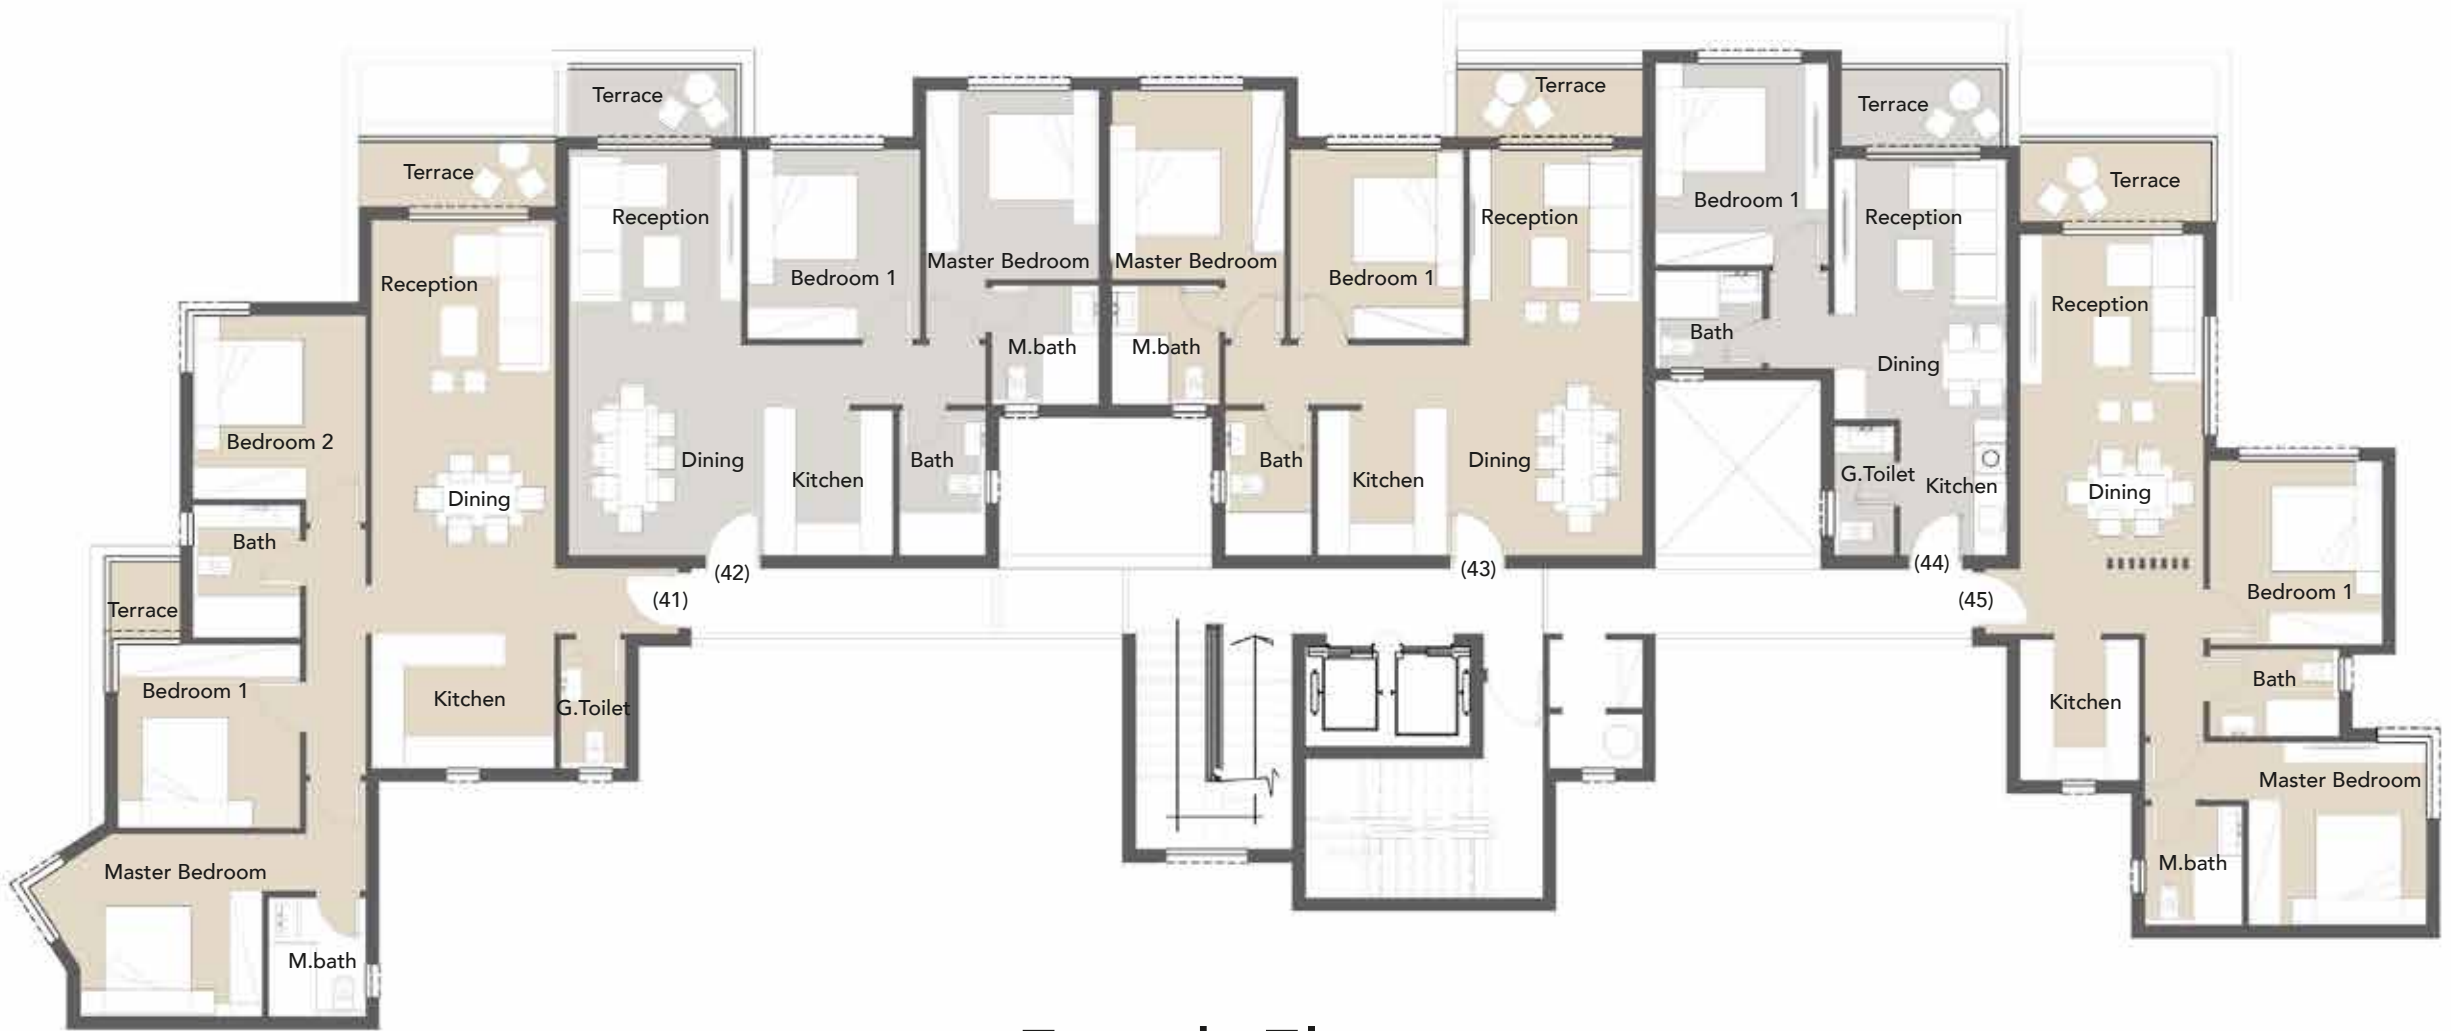 Terrace
Reception
Bedroom 2
Dining
Bath
Terrace
Bedroom 1
Kitchen
G.Toilet
Master Bedroom
M.bath
(41)
Terrace
Reception
Bedroom 1
Master Bedroom
M.bath
Dining
Kitchen
Bath
(42)
Terrace
Master Bedroom
Bedroom 1
Reception
M.bath
Bath
Kitchen
Dining
(43)
Bedroom 1
Terrace
Reception
Bath
Dining
G.Toilet
Kitchen
(44)
Terrace
Reception
Dining
Bedroom 1
(45)
Kitchen
Bath
Master Bedroom
M.bath